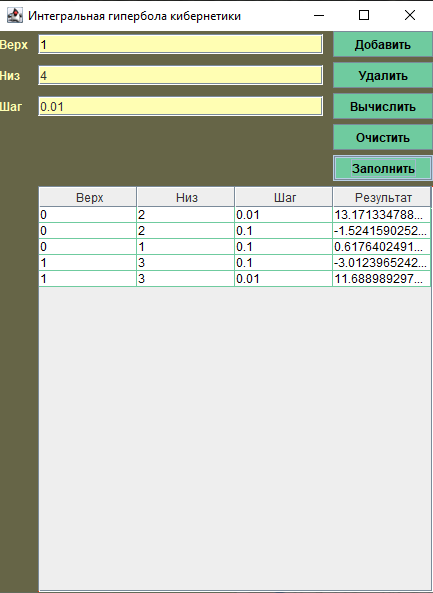 Интегральная гипербола кибернетики
Верх 1 Добавить
Низ 4 Удалить
Шаг 0.01 Вычислить
Очистить
Заполнить
Верх Низ Шаг Результат
0 2 0.01 13.171334788...
0 2 0.1 -1.5241590252...
0 1 0.1 0.6176402491...
1 3 0.1 -3.0123965242...
1 3 0.01 11.688989297...